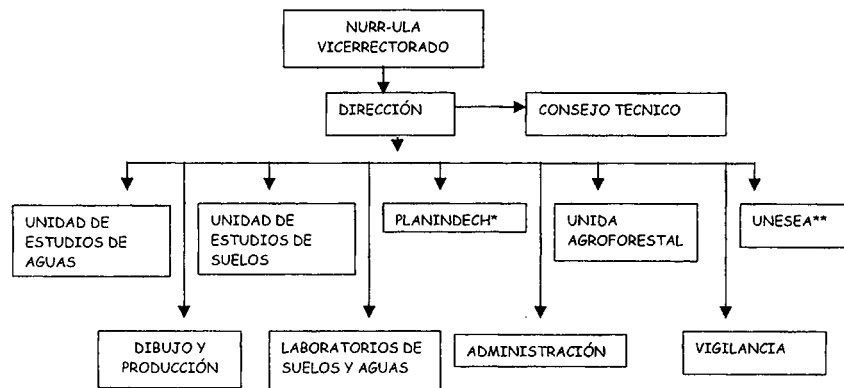 NURR-ULA
VICERRECTORADO
DIRECCIÓN
CONSEJO TECNICO
UNIDAD DE
ESTUDIOS DE
AGUAS
UNIDAD DE
ESTUDIOS DE
SUELOS
PLANINDECH*
UNIDA
AGROFORESTAL
UNESEA**
DIBUJO Y
PRODUCCIÓN
LABORATORIOS DE
SUELOS Y AGUAS
ADMINISTRACIÓN
VIGILANCIA